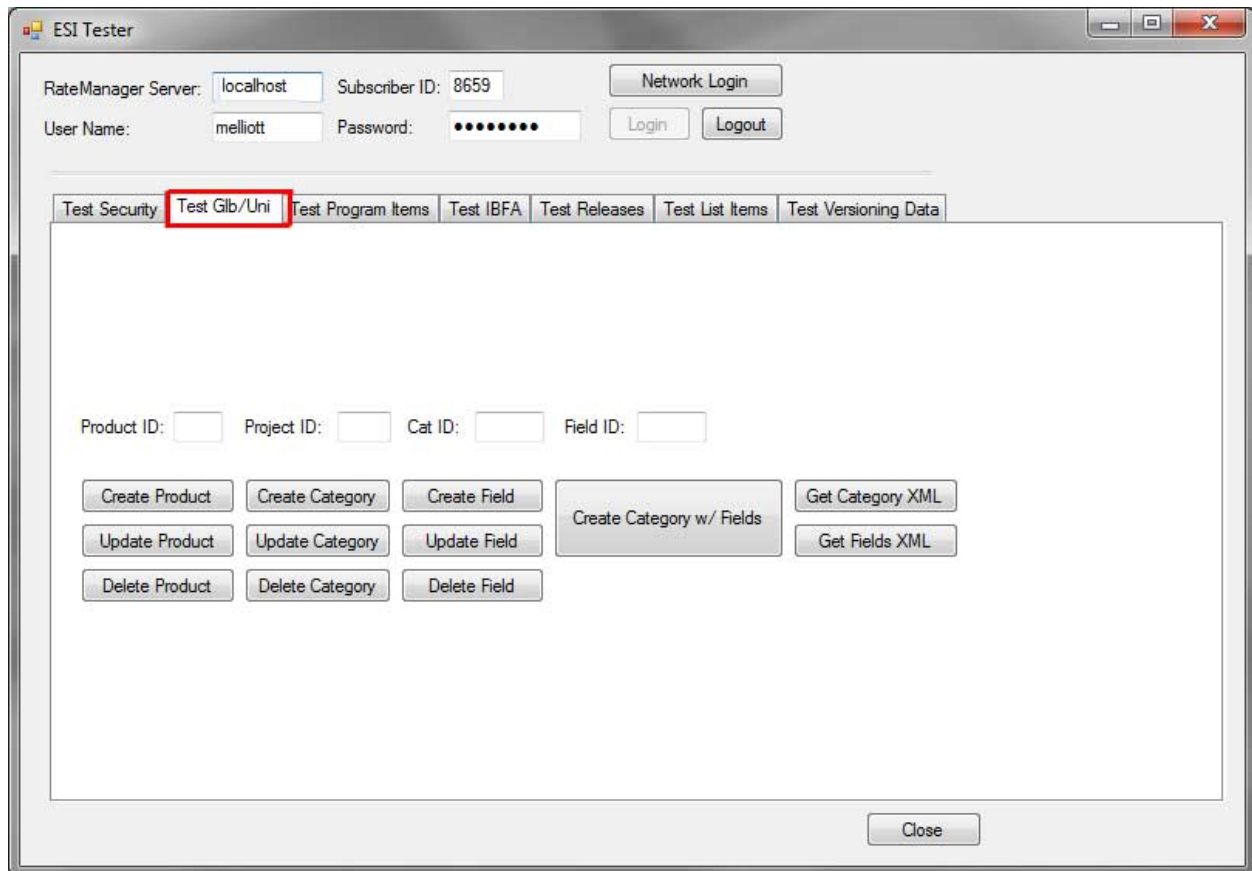 ESI Tester
RateManager Server: localhost Subscriber ID: 8659 Network Login
User Name: melliott Password: ●●●●●●●● Login Logout
Test Security Test Glb/Uni Test Program Items Test IBFA Test Releases Test List Items Test Versioning Data
Product ID: Project ID: Cat ID: Field ID:
Create Product Create Category Create Field Create Category w/ Fields Get Category XML
Update Product Update Category Update Field Get Fields XML
Delete Product Delete Category Delete Field
Close